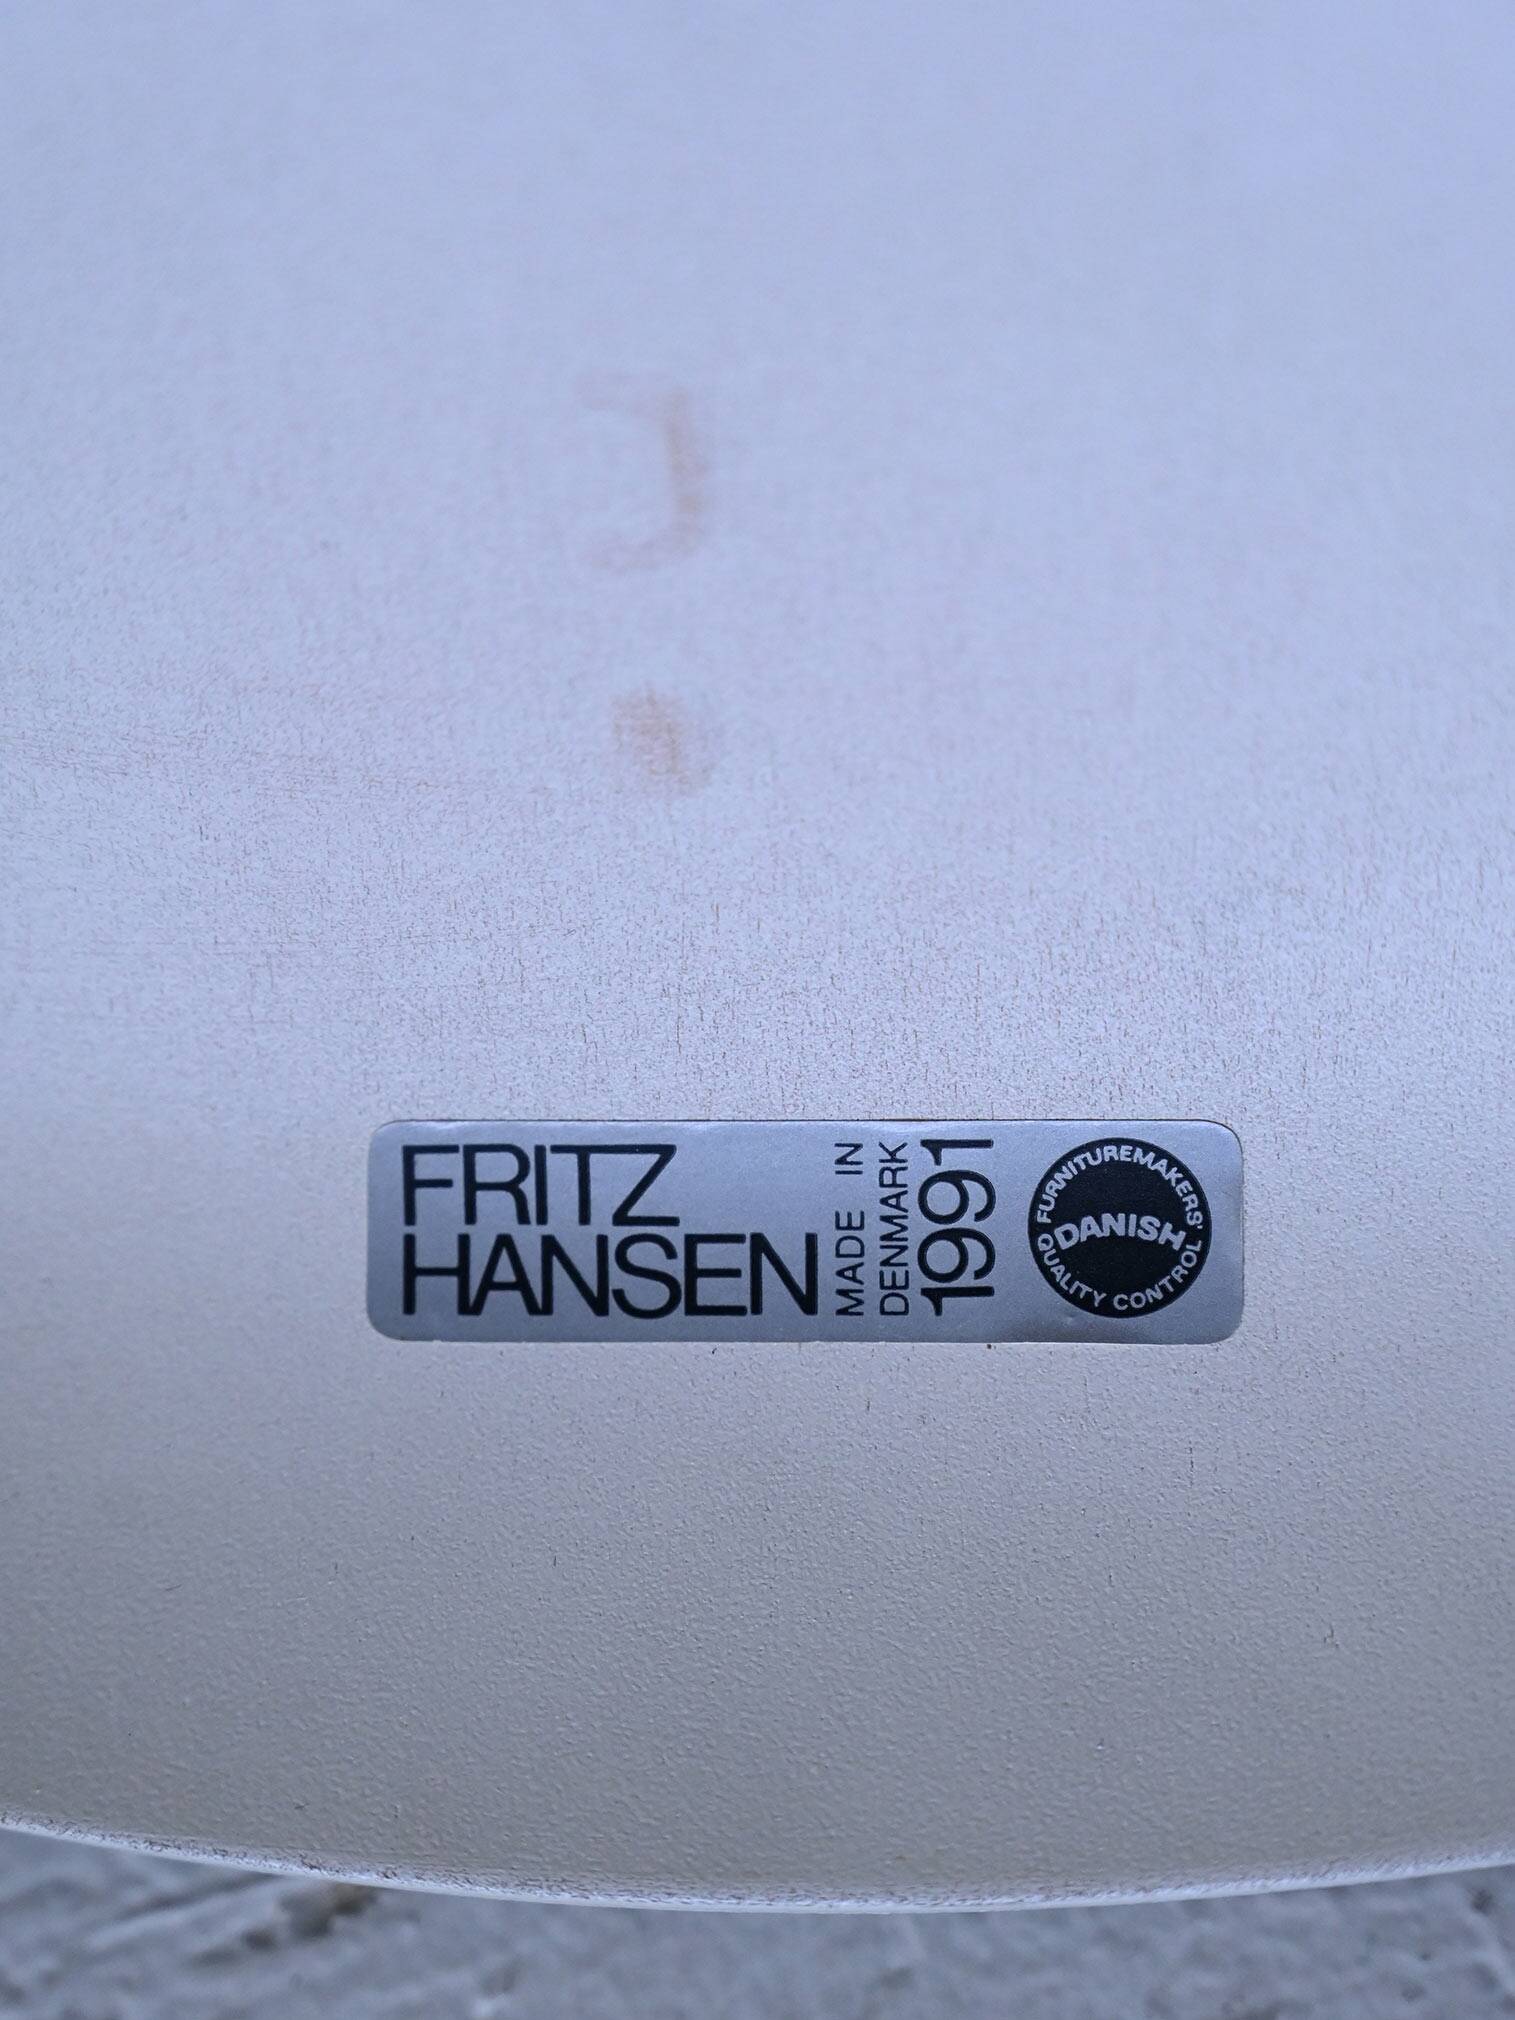 FRITZ
HANSEN
MADE IN
DENMARK
1991
FURNITUREMAKERS'
DANISH
QUALITY CONTROL